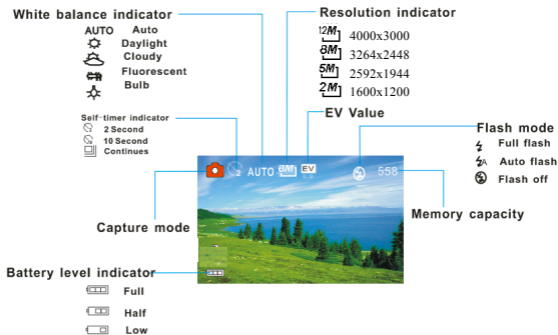 White balance indicator
AUTO Auto
Daylight
Cloudy
Fluorescent
Bulb
Self-timer indicator
2 Second
10 Second
Continues
Capture mode
Battery level indicator
Full
Half
Low
Resolution indicator
12M 4000x3000
8M 3264x2448
5M 2592x1944
2M 1600x1200
EV Value
Flash mode
Full flash
A Auto flash
Flash off
Memory capacity
2 AUTO 8M EV 558